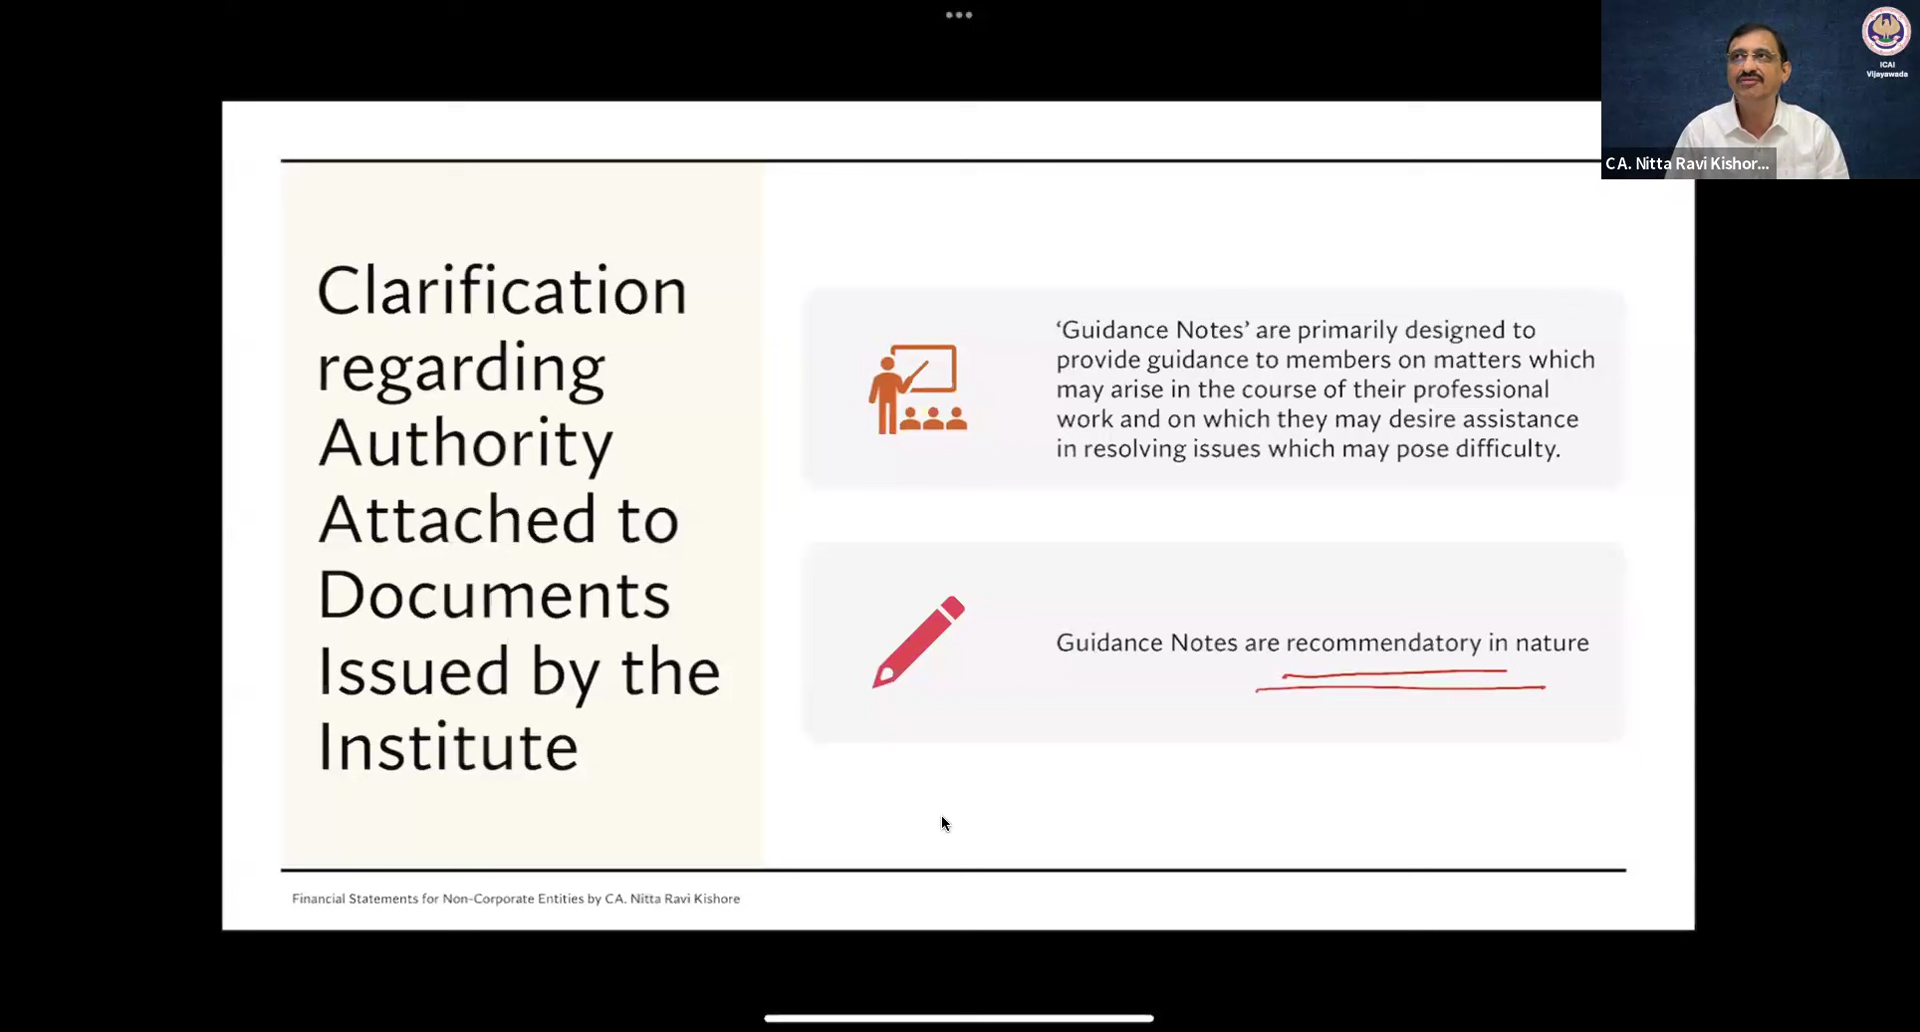 ICAI
Vijayawada
CA. Nitta Ravi Kishor...
Clarification
regarding
Authority
Attached to
Documents
Issued by the
Institute
‘Guidance Notes’ are primarily designed to
provide guidance to members on matters which
may arise in the course of their professional
work and on which they may desire assistance
in resolving issues which may pose difficulty.
Guidance Notes are recommendatory in nature
Financial Statements for Non-Corporate Entities by CA. Nitta Ravi Kishore